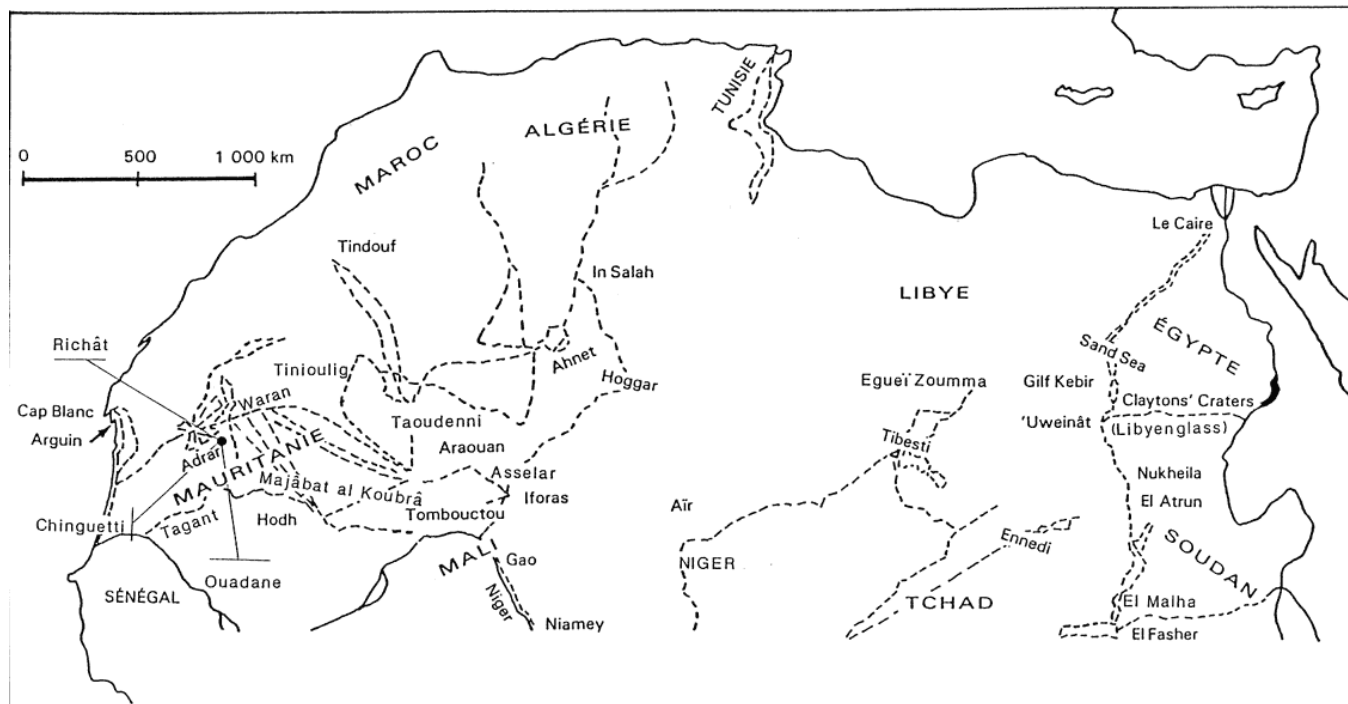 TUNISIE
ALGÉRIE
MAROC
0 500 1 000 km
Le Caire
Tindouf
In Salah
LIBYE
ÉGYPTE
Richât
Sand Sea
Ahnet
Tinioulig
Hoggar
Egueï Zoumma
Gilf Kebir
Waran
Claytons' Craters
Cap Blanc
Taoudenni
'Uweinât
(Libyenglass)
Arguin
Araouan
Tibesti
Adrar
MAURITANIE
Asselar
Nukheila
Majâbat al Koubrâ
Iforas
El Atrun
Aïr
Tombouctou
Chinguetti
Tagant
Hodh
Ennedi
SOUDAN
MALI
Gao
NIGER
Ouadane
SÉNÉGAL
Niger
TCHAD
El Malha
Niamey
El Fasher